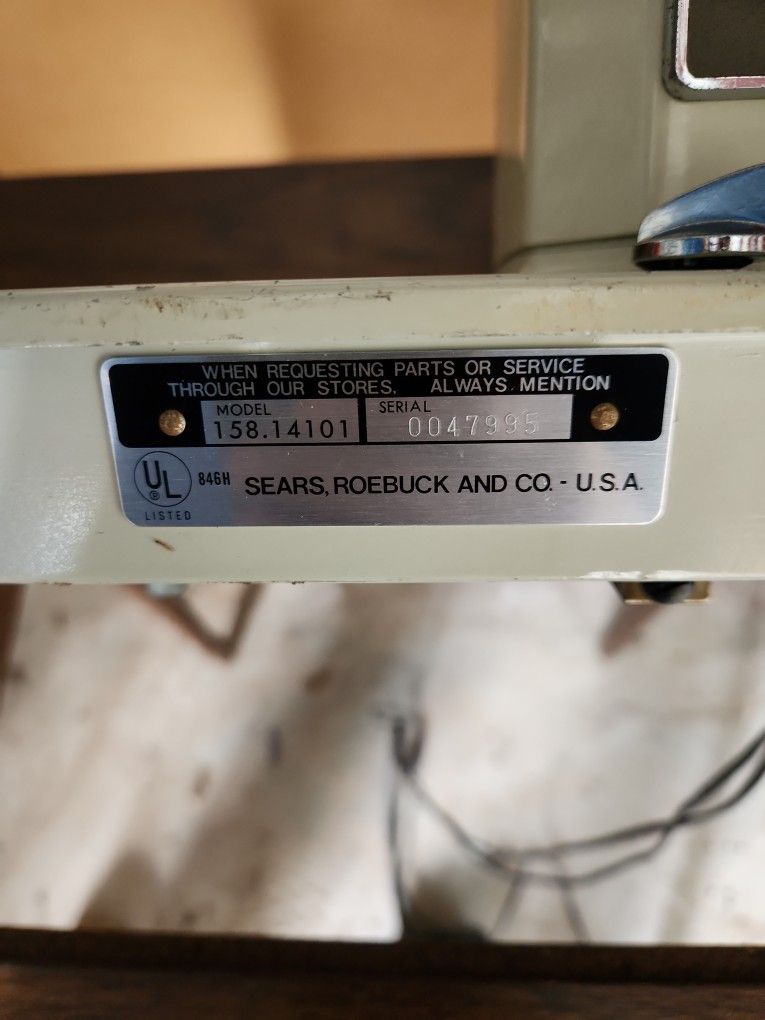 WHEN REQUESTING PARTS OR SERVICE
THROUGH OUR STORES, ALWAYS MENTION
MODEL SERIAL
158.14101 0047995
UL 846H SEARS, ROEBUCK AND CO. - U.S.A.
LISTED